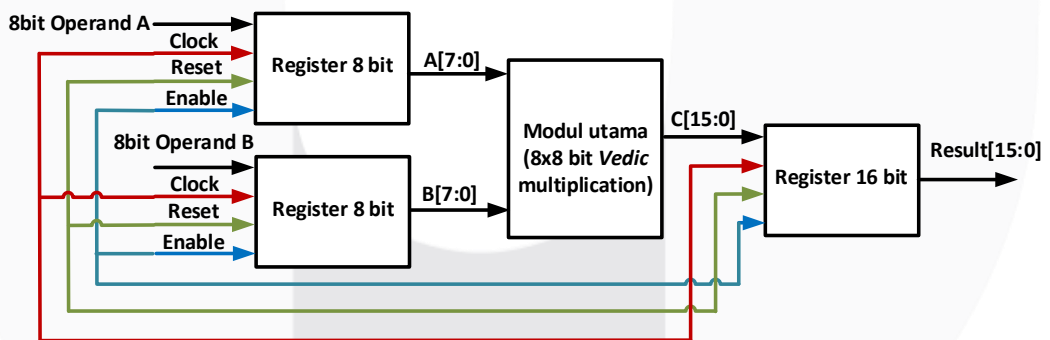 8bit Operand A
Clock
Reset
Enable
Register 8 bit
A[7:0]
8bit Operand B
Clock
Reset
Enable
Register 8 bit
B[7:0]
Modul utama
(8x8 bit Vedic
multiplication)
C[15:0]
Register 16 bit
Result[15:0]